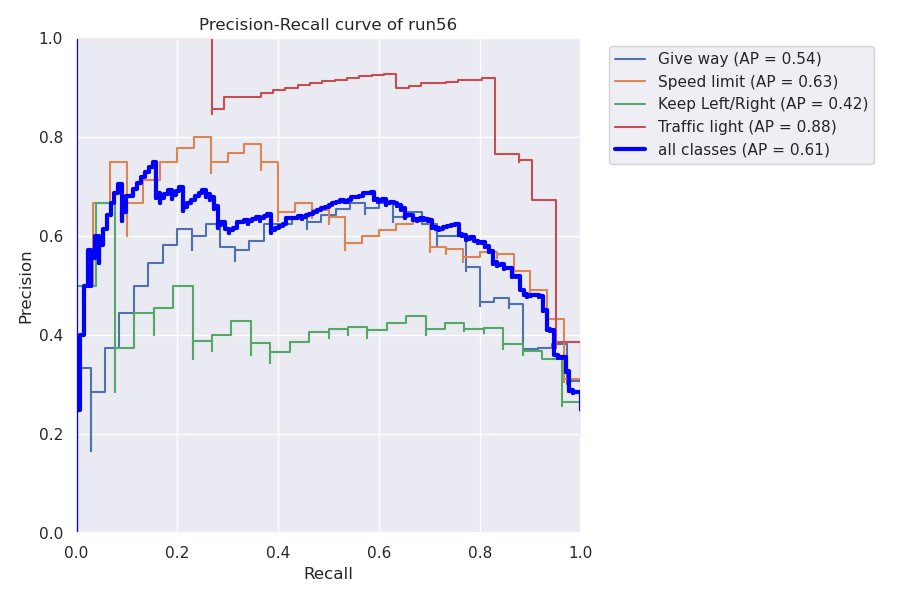 Precision-Recall curve of run56
1.0
0.8
0.6
0.4
0.2
0.0
Precision
0.0 0.2 0.4 0.6 0.8 1.0
Recall
Give way (AP = 0.54)
Speed limit (AP = 0.63)
Keep Left/Right (AP = 0.42)
Traffic light (AP = 0.88)
all classes (AP = 0.61)